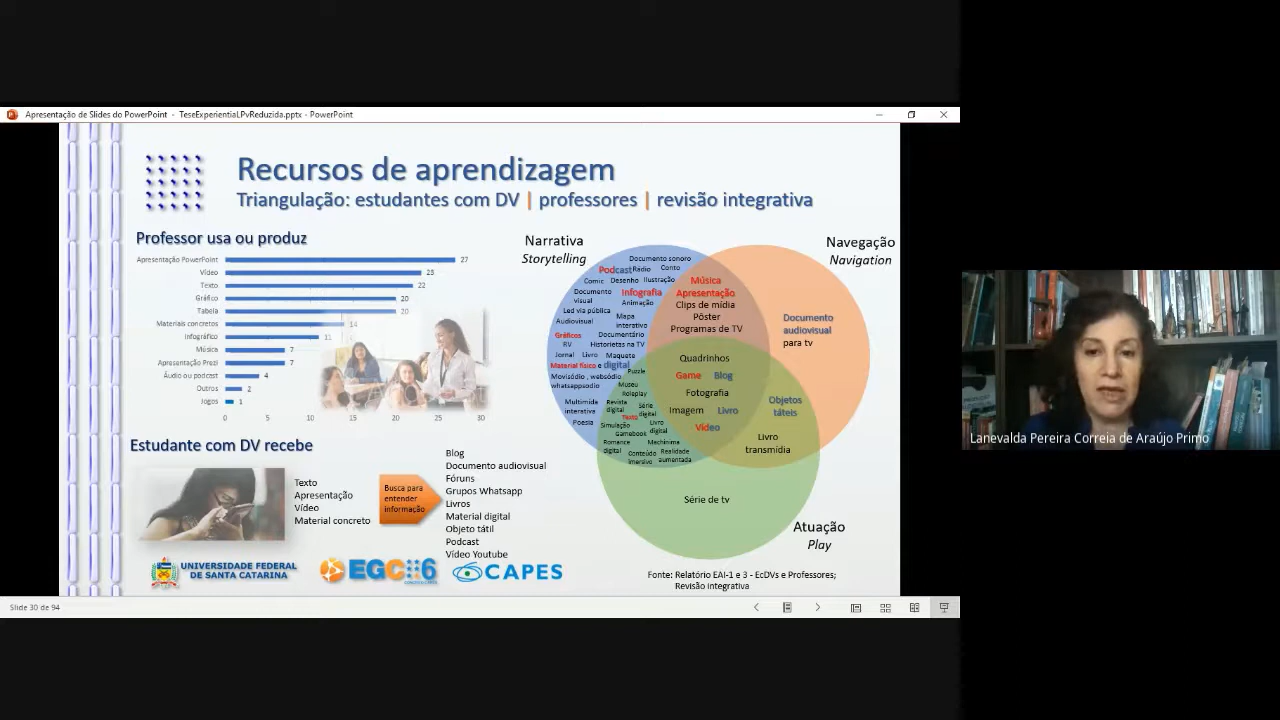 Apresentação de Slides do PowerPoint - TeseExperiential.PvReduzida.pptx - PowerPoint
Recursos de aprendizagem
Triangulação: estudantes com DV | professores | revisão integrativa
Professor usa ou produz
Apresentação PowerPoint 27
Vídeo 23
Texto 22
Gráfico 20
Tabela 20
Materiais concretos 14
Infográfico 11
Música 7
Apresentação Prezi 7
Áudio ou podcast 4
Outros 2
Jogos 1
0 5 10 15 20 25 30
Estudante com DV recebe
Texto
Apresentação
Vídeo
Material concreto
Busca para
entender
informação
Blog
Documento audiovisual
Fóruns
Grupos Whatsapp
Livros
Material digital
Objeto tátil
Podcast
Vídeo Youtube
Narrativa
Storytelling
Navegação
Navigation
Documento sonoro
Podcast Rádio Conto
Comic Desenho Ilustração
Documento
visual
Infografia
Animação
Led via pública
Audiovisual
Mapa
interativo
Gráficos
Documentário
RV
Historietas na TV
Jornal Livro Maquete
Material físico e digital
Puzzle
Movisódio , websódio
whatsappsodio
Museu
Roleplay
Multimida
interativa
Poesia
Revista
digital
Série
digital
Texto
Simulação
Livro
digital
Gamebook
Romance
digital
Machinima
Conteúdo
imersivo
Realidade
aumentada
Música
Apresentação
Clips de mídia
Pôster
Programas de TV
Documento
audiovisual
para tv
Quadrinhos
Game Blog
Fotografia
Imagem Livro
Vídeo
Objetos
táteis
Livro
transmídia
Série de tv
Atuação
Play
UNIVERSIDADE FEDERAL
DE SANTA CATARINA
EGC
CAPES
Fonte: Relatório EAI-1 e 3 - EcDVs e Professores;
Revisão integrativa
Slide 30 de 94
Lanevalda Pereira Correia de Araújo Primo